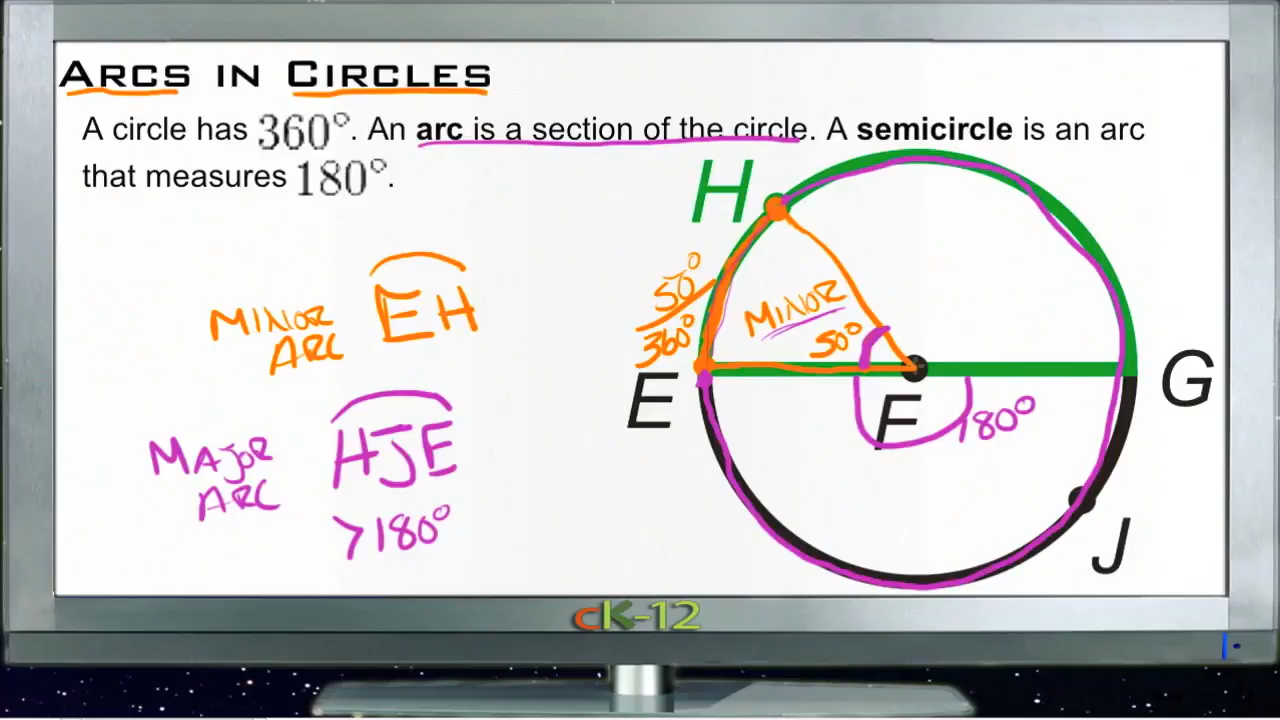 ARCS IN CIRCLES
A circle has 360°. An arc is a section of the circle. A semicircle is an arc
that measures 180°.
H
50°
360°
MINOR
50°
MINOR
ARC
EH
E
F
G
180°
MAJOR
ARC
HJE
>180°
J
cK-12